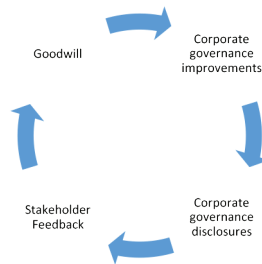 Goodwill
Corporate
governance
improvements
Corporate
governance
disclosures
Stakeholder
Feedback